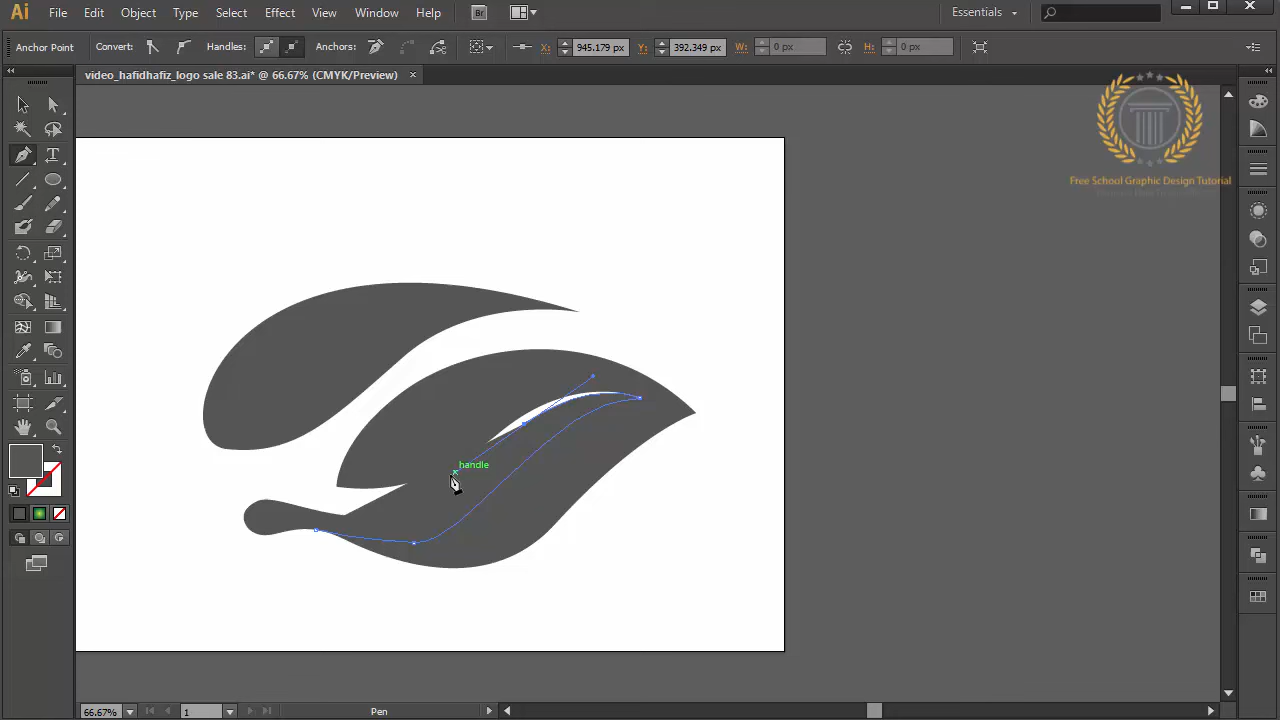 Ai File Edit Object Type Select Effect View Window Help Br Essentials
Anchor Point Convert: Handles: Anchors: X: 945.179 px Y: 392.349 px W: 0 px H: 0 px
video_hafidhafiz_logo sale 83.ai* @ 66.67% (CMYK/Preview) ×
Free School Graphic Design Tutorial
handle
66.67% 1 Pen